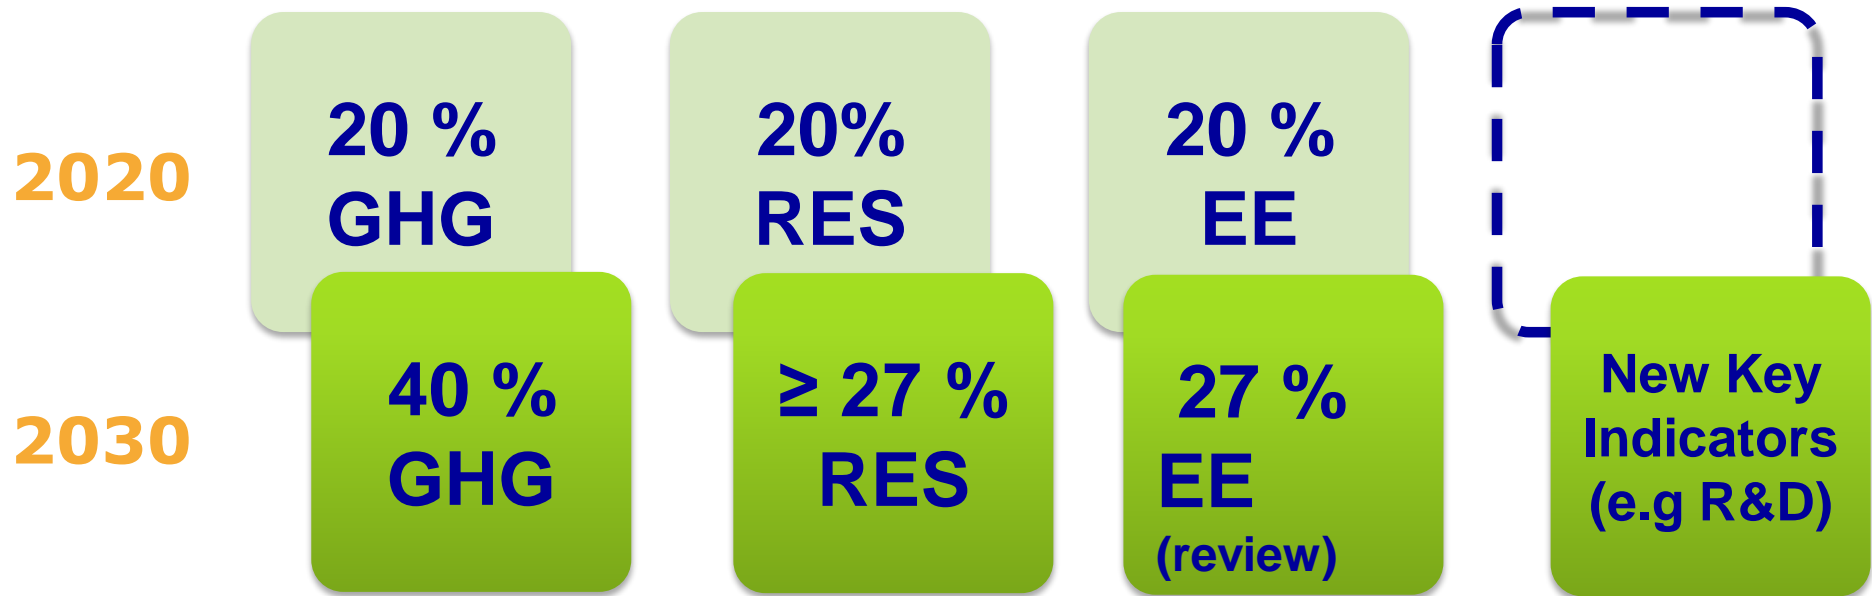 2020
20 %
GHG
20%
RES
20 %
EE
2030
40 %
GHG
≥ 27 %
RES
27 %
EE
(review)
New Key
Indicators
(e.g R&D)